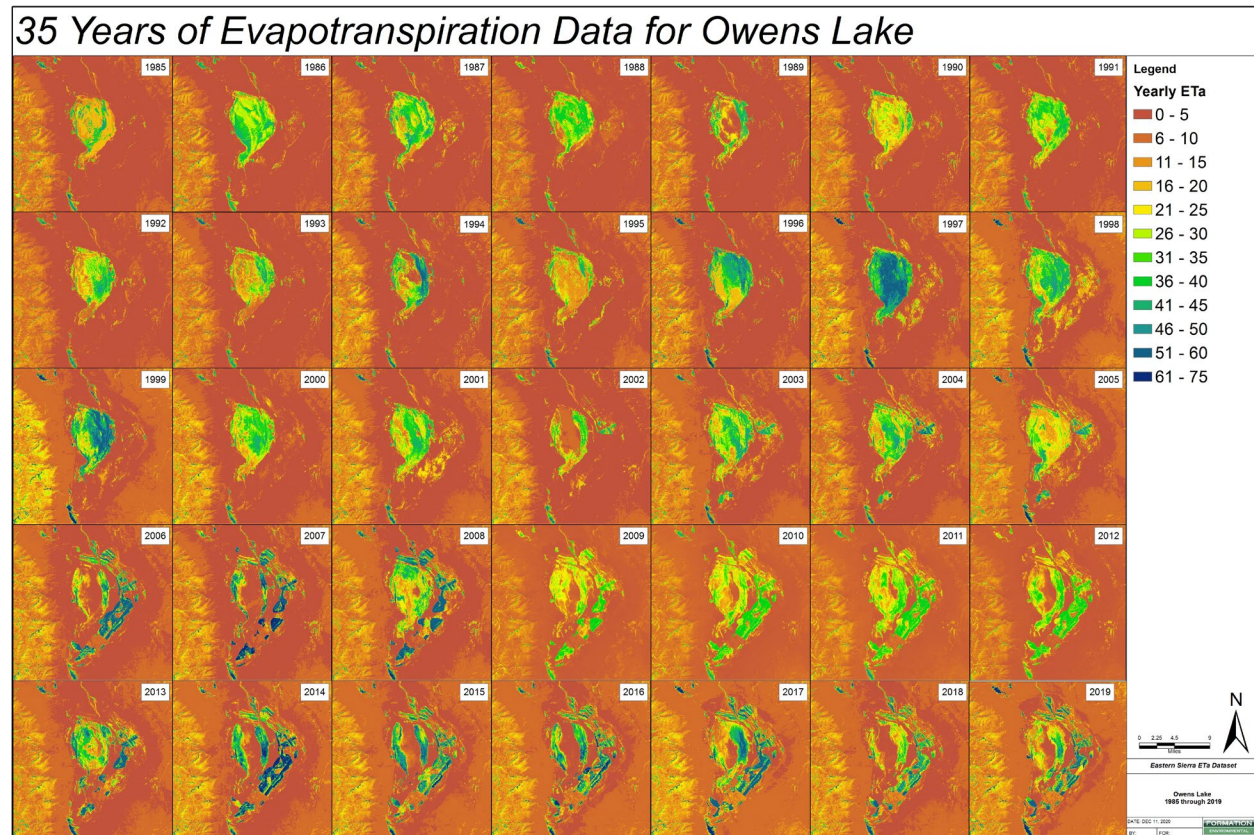 35 Years of Evapotranspiration Data for Owens Lake
1985
1986
1987
1988
1989
1990
1991
1992
1993
1994
1995
1996
1997
1998
1999
2000
2001
2002
2003
2004
2005
2006
2007
2008
2009
2010
2011
2012
2013
2014
2015
2016
2017
2018
2019
Legend
Yearly ETa
0 - 5
6 - 10
11 - 15
16 - 20
21 - 25
26 - 30
31 - 35
36 - 40
41 - 45
46 - 50
51 - 60
61 - 75
N
0 2.25 4.5 9
Miles
Eastern Sierra ETa Dataset
Owens Lake
1985 through 2019
DATE: DEC 11, 2020
BY: FOR:
FORMATION
ENVIRONMENTAL